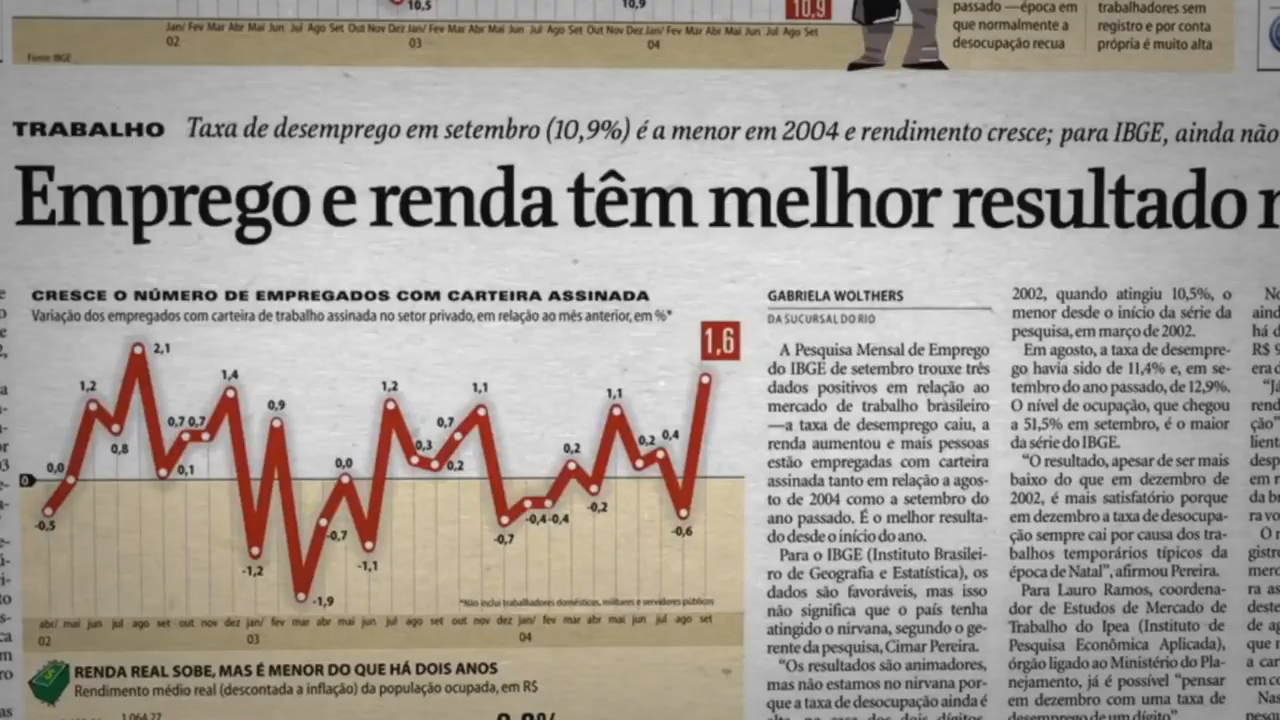 10,5
10,9
10,9
Jan/ Fev Mar Abr Mai Jun Jul Ago Set Out Nov Dez Jan/ Fev Mar Abr Mai Jun Jul Ago Set Out Nov Dez Jan/ Fev Mar Abr Mai Jun Jul Ago Set
02 03 04
Fonte: IBGE
passado —época em
que normalmente a
desocupação recua
trabalhadores sem
registro e por conta
própria é muito alta
TRABALHO Taxa de desemprego em setembro (10,9%) é a menor em 2004 e rendimento cresce; para IBGE, ainda não
Emprego e renda têm melhor resultado
CRESCE O NÚMERO DE EMPREGADOS COM CARTEIRA ASSINADA
Variação dos empregados com carteira de trabalho assinada no setor privado, em relação ao mês anterior, em %*
1,6
2,1
1,2
1,4
1,2
1,1
1,1
0,9
0,7 0,7
0,8
0,7
0,3
0,2
0,4
0,2
0,0
0,1
0,0
0,2
0
-0,5
-0,7
-0,4 -0,4
-0,2
-0,6
-0,7
-1,2
-1,1
-1,9
*Não inclui trabalhadores domésticos, militares e servidores públicos
abr/ mai jun jul ago set out nov dez jan/ fev mar abr mai jun jul ago set out nov dez jan/ fev mar abr mai jun jul ago set
02 03 04
RENDA REAL SOBE, MAS É MENOR DO QUE HÁ DOIS ANOS
Rendimento médio real (descontada a inflação) da população ocupada, em R$
1.064,27
GABRIELA WOLTHERS
DA SUCURSAL DO RIO
A Pesquisa Mensal de Emprego
do IBGE de setembro trouxe três
dados positivos em relação ao
mercado de trabalho brasileiro
—a taxa de desemprego caiu, a
renda aumentou e mais pessoas
estão empregadas com carteira
assinada tanto em relação a agos-
to de 2004 como a setembro do
ano passado. É o melhor resulta-
do desde o início do ano.
Para o IBGE (Instituto Brasilei-
ro de Geografia e Estatística), os
dados são favoráveis, mas isso
não significa que o país tenha
atingido o nirvana, segundo o ge-
rente da pesquisa, Cimar Pereira.
"Os resultados são animadores,
mas não estamos no nirvana por-
que a taxa de desocupação ainda é
2002, quando atingiu 10,5%, o
menor desde o início da série da
pesquisa, em março de 2002.
Em agosto, a taxa de desempre-
go havia sido de 11,4% e, em se-
tembro do ano passado, de 12,9%.
O nível de ocupação, que chegou
a 51,5% em setembro, é o maior
da série do IBGE.
"O resultado, apesar de ser mais
baixo do que em dezembro de
2002, é mais satisfatório porque
em dezembro a taxa de desocupa-
ção sempre cai por causa dos tra-
balhos temporários típicos da
época de Natal", afirmou Pereira.
Para Lauro Ramos, coordena-
dor de Estudos de Mercado de
Trabalho do Ipea (Instituto de
Pesquisa Econômica Aplicada),
órgão ligado ao Ministério do Pla-
nejamento, já é possível "pensar
em dezembro com uma taxa de
desemprego de um dígito".